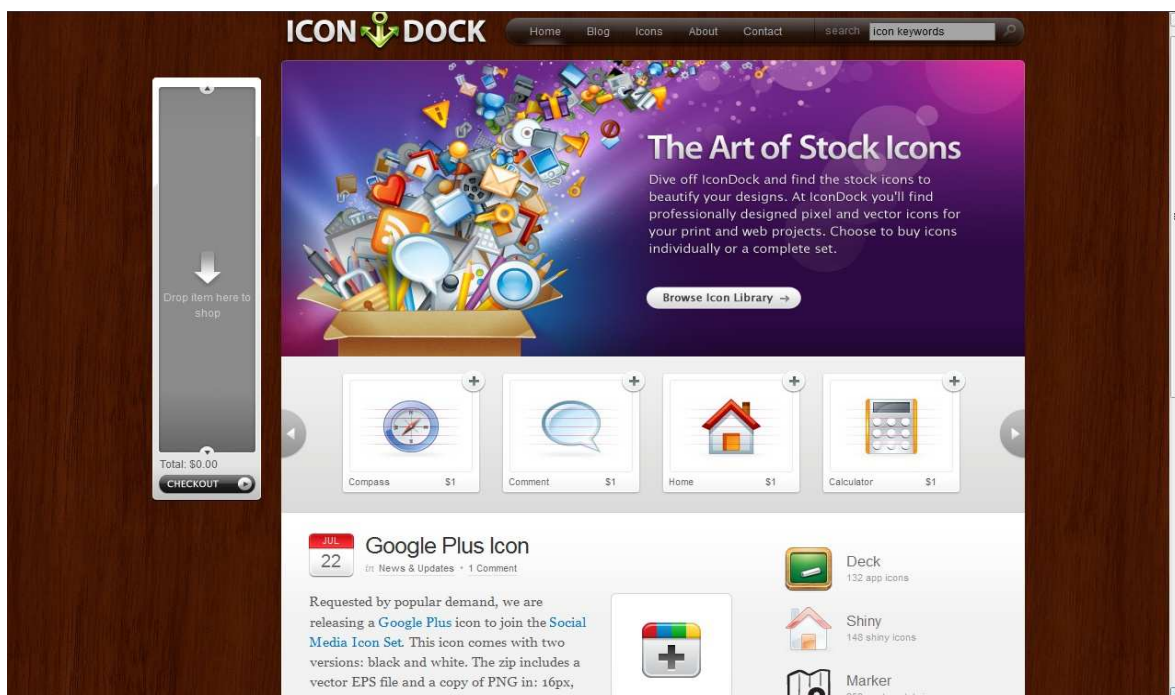 ICON DOCK
Home Blog Icons About Contact search icon keywords
The Art of Stock Icons
Dive off IconDock and find the stock icons to
beautify your designs. At IconDock you'll find
professionally designed pixel and vector icons for
your print and web projects. Choose to buy icons
individually or a complete set.
Browse Icon Library →
Drop item here to
shop
Total: $0.00
CHECKOUT
Compass $1
Comment $1
Home $1
Calculator $1
JUL
22
Google Plus Icon
in News & Updates • 1 Comment
Requested by popular demand, we are
releasing a Google Plus icon to join the Social
Media Icon Set. This icon comes with two
versions: black and white. The zip includes a
vector EPS file and a copy of PNG in: 16px,
Deck
132 app icons
Shiny
148 shiny icons
Marker